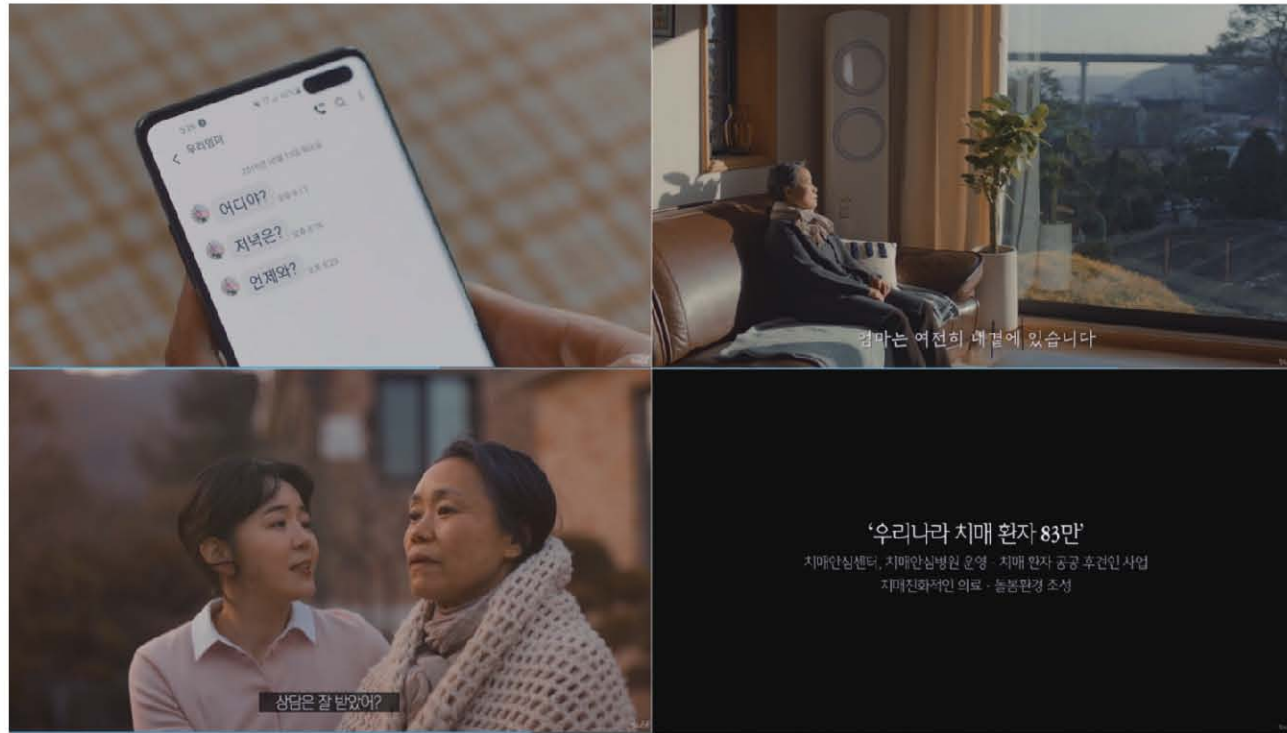 우리엄마
어디야?
저녁은?
언제와?
엄마는 여전히 내곁에 있습니다
상담은 잘 받았어?
‘우리나라 치매 환자 83만’
치매안심센터, 치매안심병원 운영 · 치매 환자 공공 후견인 사업
치매친화적인 의료 · 돌봄환경 조성